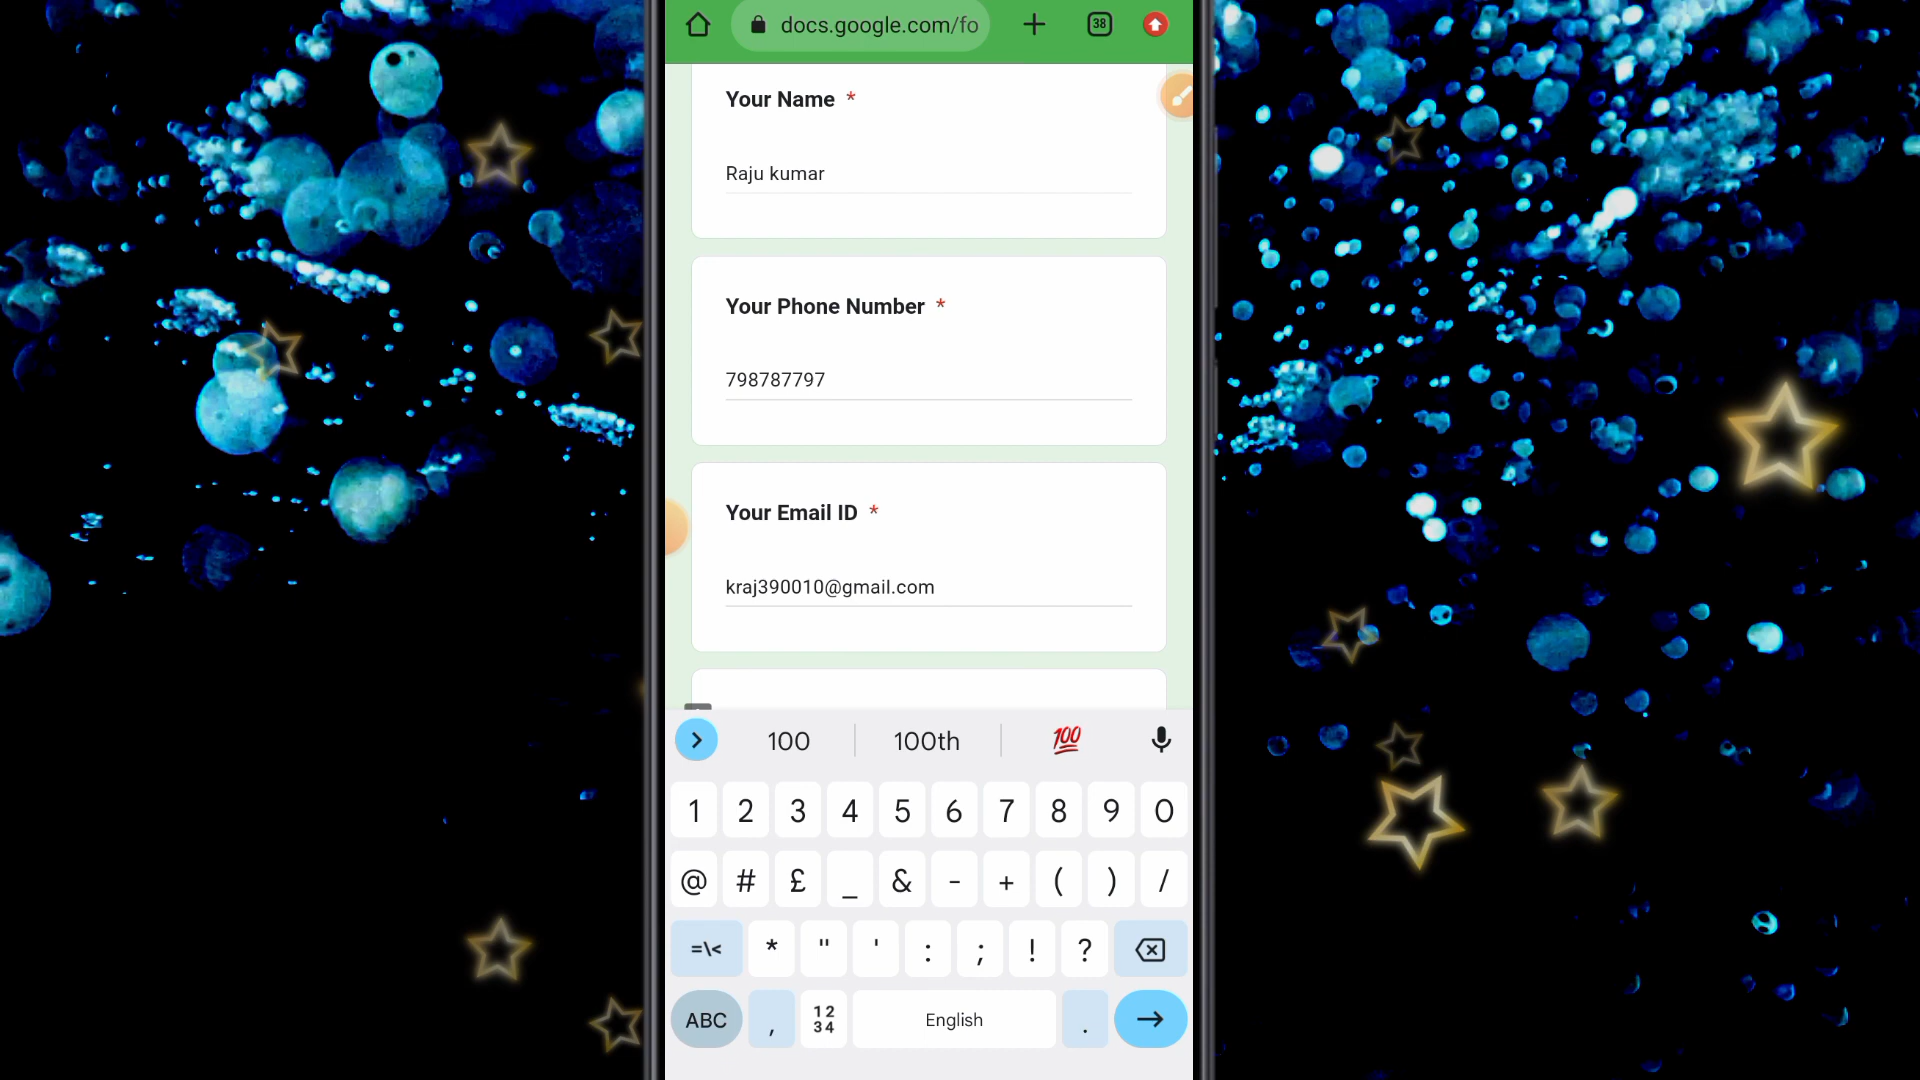 docs.google.com/fo
38
Your Name *
Raju kumar
Your Phone Number *
798787797
Your Email ID *
kraj390010@gmail.com
100 100th 💯
1 2 3 4 5 6 7 8 9 0
@ # £ _ & - + ( ) /
=\< * " ' : ; ! ?
ABC , 12 34 English .